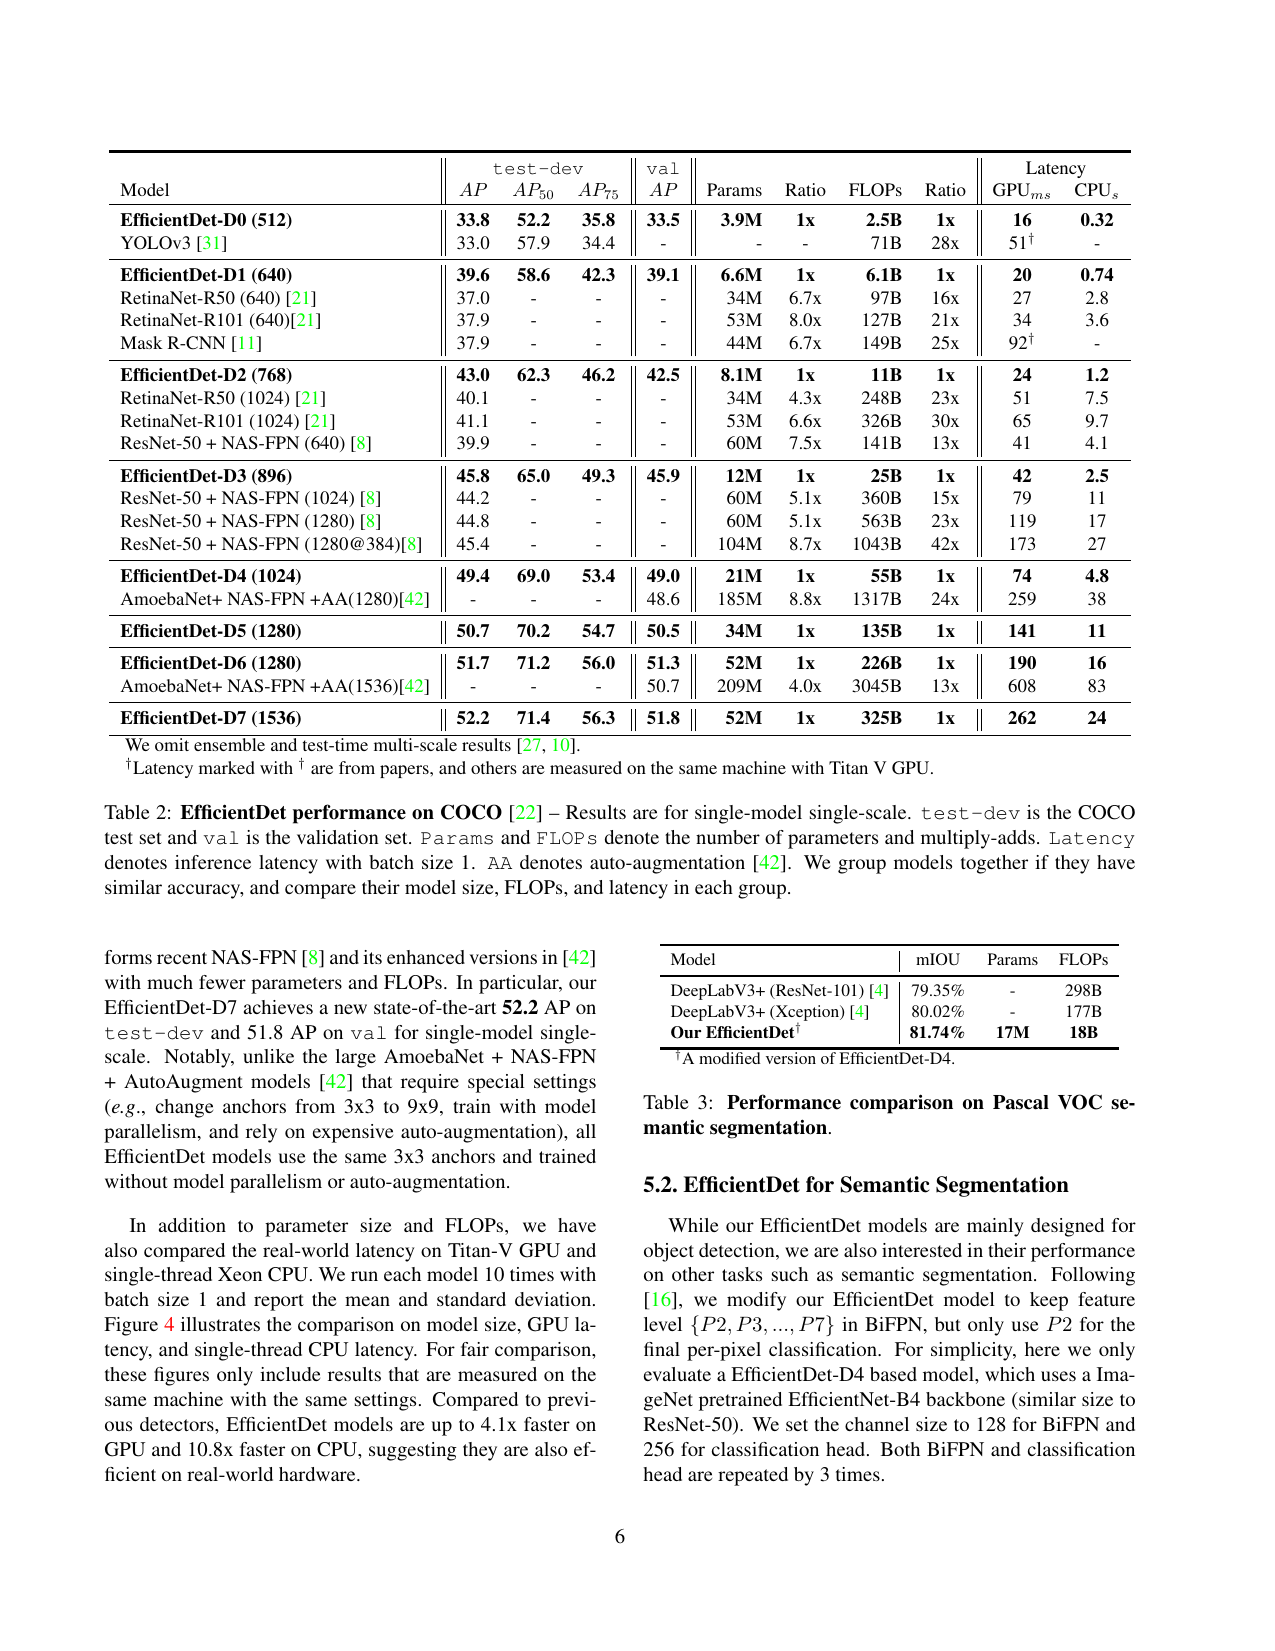 test-dev val Latency
Model AP AP50 AP75 AP Params Ratio FLOPs Ratio GPUms CPUs
EfficientDet-D0 (512) 33.8 52.2 35.8 33.5 3.9M 1x 2.5B 1x 16 0.32
YOLOv3 [31] 33.0 57.9 34.4 - - - 71B 28x 51† -
EfficientDet-D1 (640) 39.6 58.6 42.3 39.1 6.6M 1x 6.1B 1x 20 0.74
RetinaNet-R50 (640) [21] 37.0 - - - 34M 6.7x 97B 16x 27 2.8
RetinaNet-R101 (640)[21] 37.9 - - - 53M 8.0x 127B 21x 34 3.6
Mask R-CNN [11] 37.9 - - - 44M 6.7x 149B 25x 92† -
EfficientDet-D2 (768) 43.0 62.3 46.2 42.5 8.1M 1x 11B 1x 24 1.2
RetinaNet-R50 (1024) [21] 40.1 - - - 34M 4.3x 248B 23x 51 7.5
RetinaNet-R101 (1024) [21] 41.1 - - - 53M 6.6x 326B 30x 65 9.7
ResNet-50 + NAS-FPN (640) [8] 39.9 - - - 60M 7.5x 141B 13x 41 4.1
EfficientDet-D3 (896) 45.8 65.0 49.3 45.9 12M 1x 25B 1x 42 2.5
ResNet-50 + NAS-FPN (1024) [8] 44.2 - - - 60M 5.1x 360B 15x 79 11
ResNet-50 + NAS-FPN (1280) [8] 44.8 - - - 60M 5.1x 563B 23x 119 17
ResNet-50 + NAS-FPN (1280@384)[8] 45.4 - - - 104M 8.7x 1043B 42x 173 27
EfficientDet-D4 (1024) 49.4 69.0 53.4 49.0 21M 1x 55B 1x 74 4.8
AmoebaNet+ NAS-FPN +AA(1280)[42] - - - 48.6 185M 8.8x 1317B 24x 259 38
EfficientDet-D5 (1280) 50.7 70.2 54.7 50.5 34M 1x 135B 1x 141 11
EfficientDet-D6 (1280) 51.7 71.2 56.0 51.3 52M 1x 226B 1x 190 16
AmoebaNet+ NAS-FPN +AA(1536)[42] - - - 50.7 209M 4.0x 3045B 13x 608 83
EfficientDet-D7 (1536) 52.2 71.4 56.3 51.8 52M 1x 325B 1x 262 24
We omit ensemble and test-time multi-scale results [27, 10].
†Latency marked with † are from papers, and others are measured on the same machine with Titan V GPU.
Table 2: EfficientDet performance on COCO [22] – Results are for single-model single-scale. test-dev is the COCO
test set and val is the validation set. Params and FLOPs denote the number of parameters and multiply-adds. Latency
denotes inference latency with batch size 1. AA denotes auto-augmentation [42]. We group models together if they have
similar accuracy, and compare their model size, FLOPs, and latency in each group.
forms recent NAS-FPN [8] and its enhanced versions in [42]
with much fewer parameters and FLOPs. In particular, our
EfficientDet-D7 achieves a new state-of-the-art 52.2 AP on
test-dev and 51.8 AP on val for single-model single-
scale. Notably, unlike the large AmoebaNet + NAS-FPN
+ AutoAugment models [42] that require special settings
(e.g., change anchors from 3x3 to 9x9, train with model
parallelism, and rely on expensive auto-augmentation), all
EfficientDet models use the same 3x3 anchors and trained
without model parallelism or auto-augmentation.
In addition to parameter size and FLOPs, we have
also compared the real-world latency on Titan-V GPU and
single-thread Xeon CPU. We run each model 10 times with
batch size 1 and report the mean and standard deviation.
Figure 4 illustrates the comparison on model size, GPU la-
tency, and single-thread CPU latency. For fair comparison,
these figures only include results that are measured on the
same machine with the same settings. Compared to previ-
ous detectors, EfficientDet models are up to 4.1x faster on
GPU and 10.8x faster on CPU, suggesting they are also ef-
ficient on real-world hardware.
Model mIOU Params FLOPs
DeepLabV3+ (ResNet-101) [4] 79.35% - 298B
DeepLabV3+ (Xception) [4] 80.02% - 177B
Our EfficientDet† 81.74% 17M 18B
†A modified version of EfficientDet-D4.
Table 3: Performance comparison on Pascal VOC se-
mantic segmentation.
5.2. EfficientDet for Semantic Segmentation
While our EfficientDet models are mainly designed for
object detection, we are also interested in their performance
on other tasks such as semantic segmentation. Following
[16], we modify our EfficientDet model to keep feature
level {P2, P3, ..., P7} in BiFPN, but only use P2 for the
final per-pixel classification. For simplicity, here we only
evaluate a EfficientDet-D4 based model, which uses a Ima-
geNet pretrained EfficientNet-B4 backbone (similar size to
ResNet-50). We set the channel size to 128 for BiFPN and
256 for classification head. Both BiFPN and classification
head are repeated by 3 times.
6